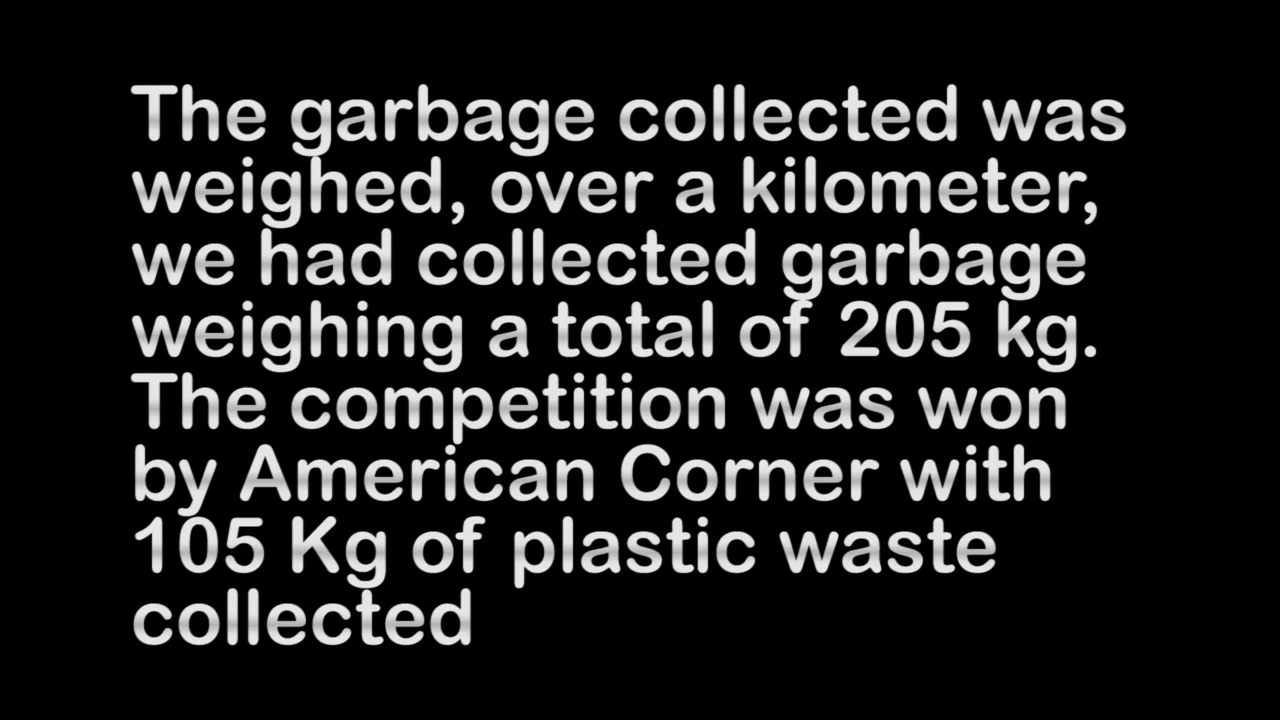 The garbage collected was
weighed, over a kilometer,
we had collected garbage
weighing a total of 205 kg.
The competition was won
by American Corner with
105 Kg of plastic waste
collected